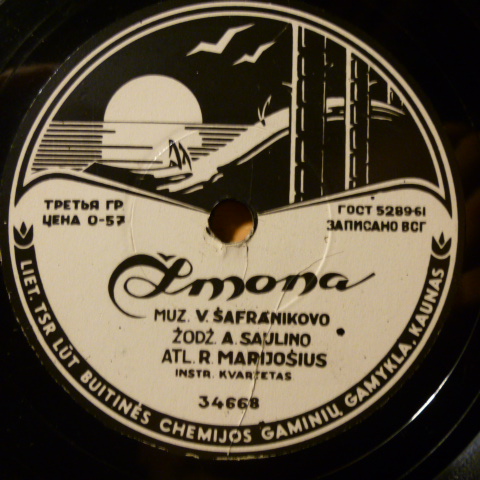 ТРЕТЬЯ ГР
ЦЕНА 0-57
ГОСТ 5289-61
ЗАПИСАНО ВСГ
Žmona
MUZ. V. ŠAFRANIKOVO
ŽODŽ. A. SAULINO
ATL. R. MARIJOŠIUS
INSTR. KVARTETAS
34668
LIET. TSR LŪT BUITINĖS CHEMIJOS GAMINIŲ GAMYKLA, KAUNAS